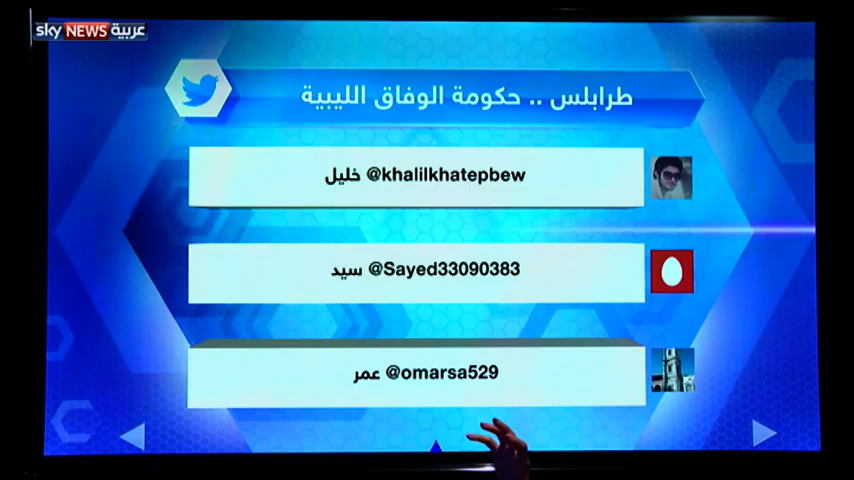 sky NEWS عربية
طرابلس .. حكومة الوفاق الليبية
خليل @khalilkhatepbew
سيد @Sayed33090383
عمر @omarsa529